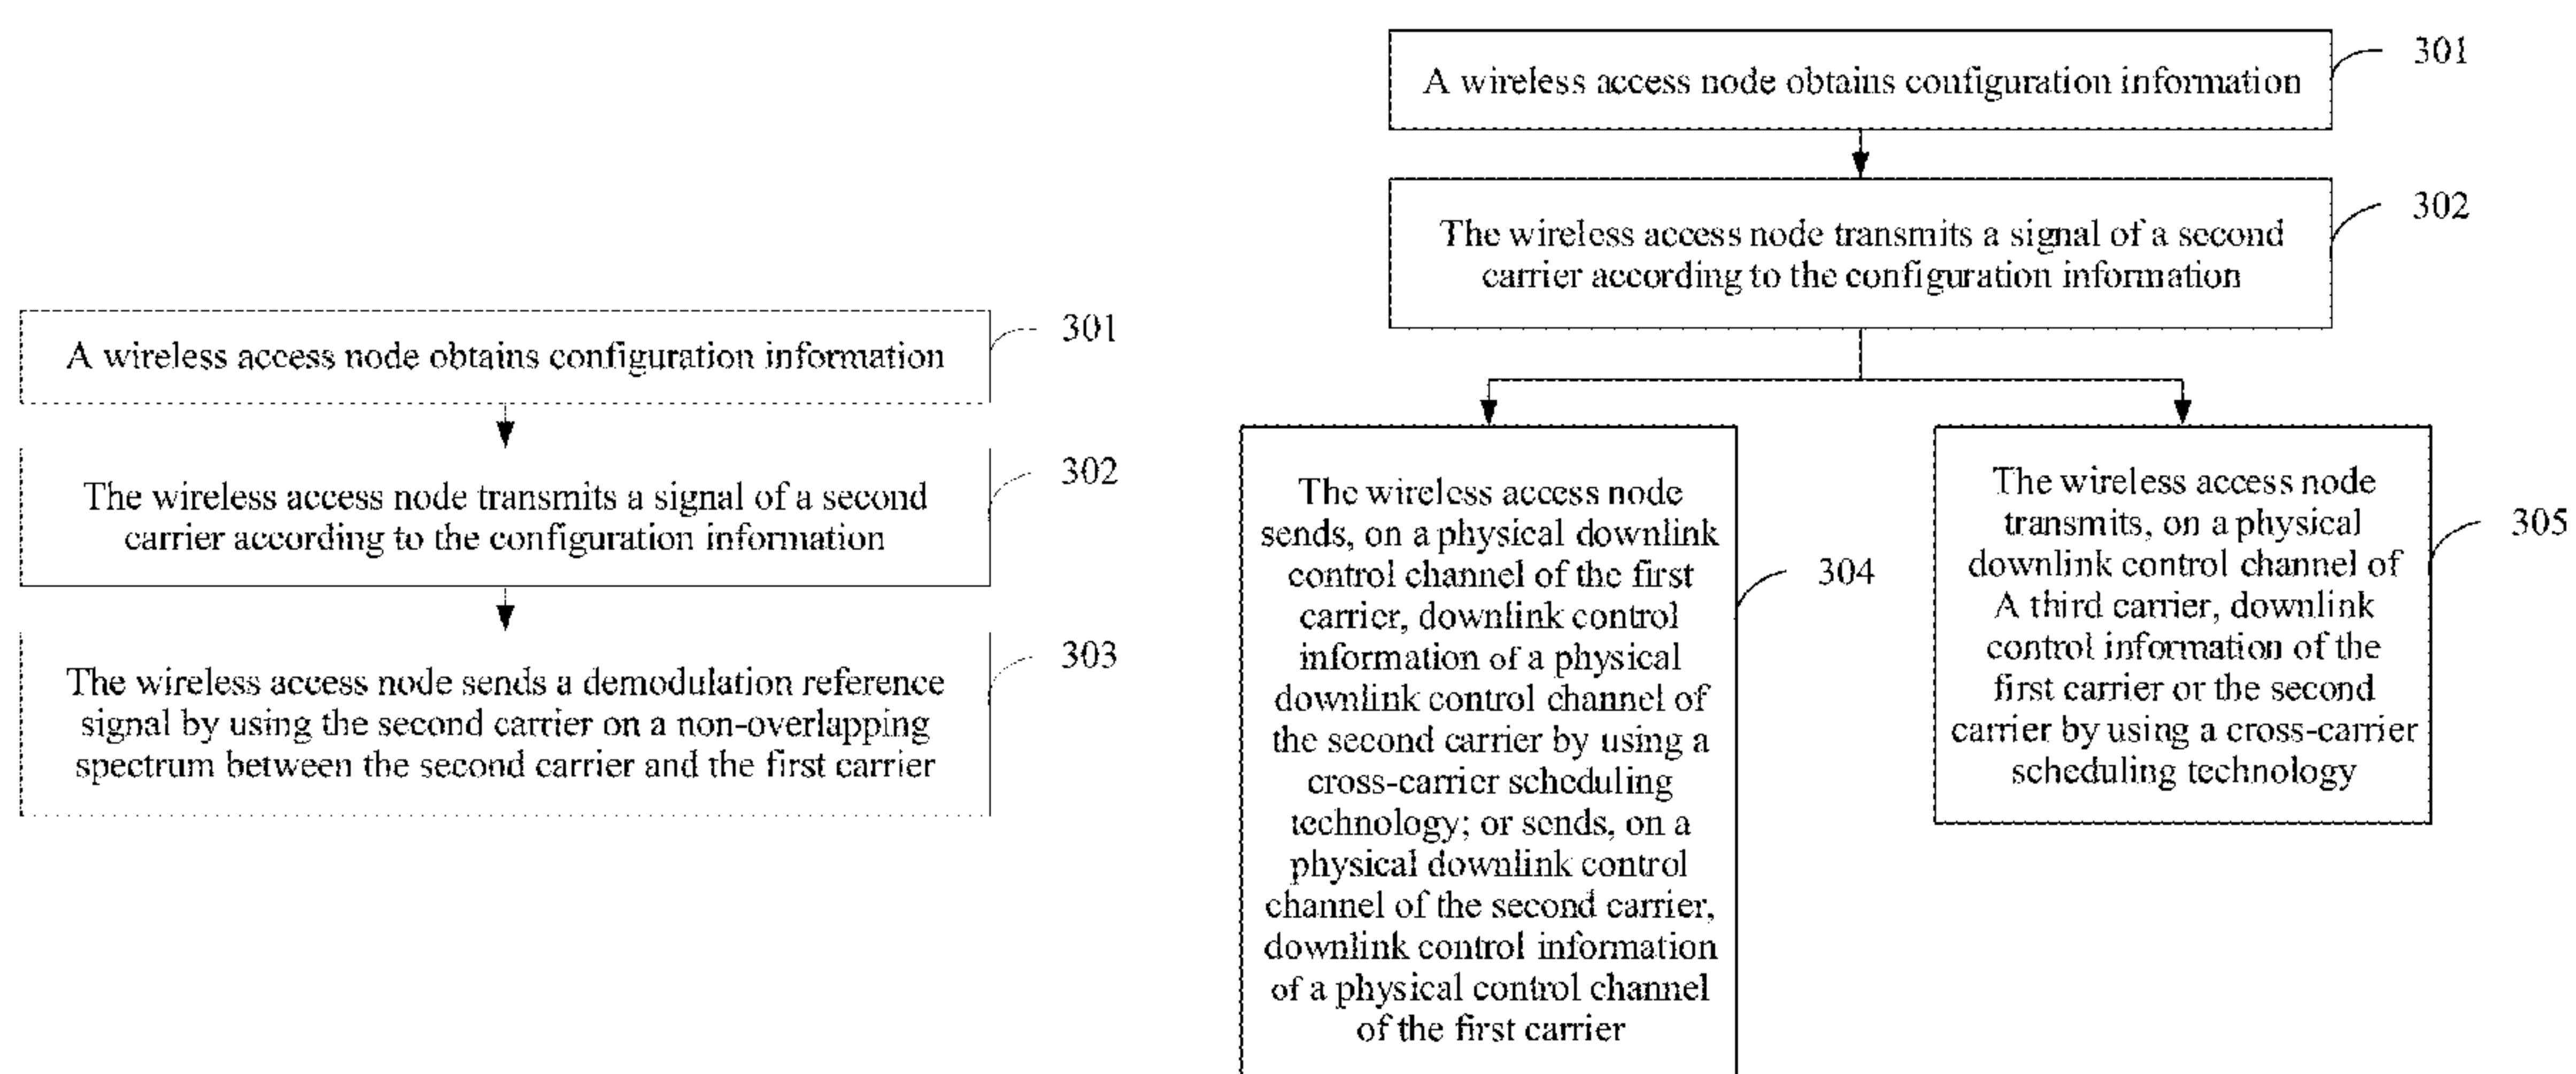 A wireless access node obtains configuration information
301
The wireless access node transmits a signal of a second
carrier according to the configuration information
302
The wireless access node sends a demodulation reference
signal by using the second carrier on a non-overlapping
spectrum between the second carrier and the first carrier
303
A wireless access node obtains configuration information
301
The wireless access node transmits a signal of a second
carrier according to the configuration information
302
The wireless access node
sends, on a physical downlink
control channel of the first
carrier, downlink control
information of a physical
downlink control channel of
the second carrier by using a
cross-carrier scheduling
technology; or sends, on a
physical downlink control
channel of the second carrier,
downlink control information
of a physical control channel
of the first carrier
304
The wireless access node
transmits, on a physical
downlink control channel of
A third carrier, downlink
control information of the
first carrier or the second
carrier by using a cross-carrier
scheduling technology
305